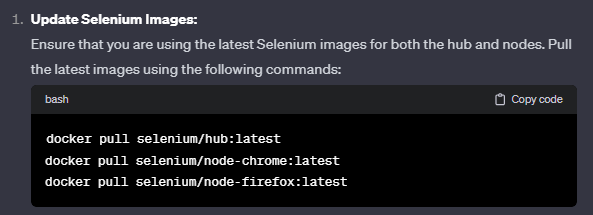 1. Update Selenium Images:
Ensure that you are using the latest Selenium images for both the hub and nodes. Pull
the latest images using the following commands:
bash Copy code
docker pull selenium/hub:latest
docker pull selenium/node-chrome:latest
docker pull selenium/node-firefox:latest